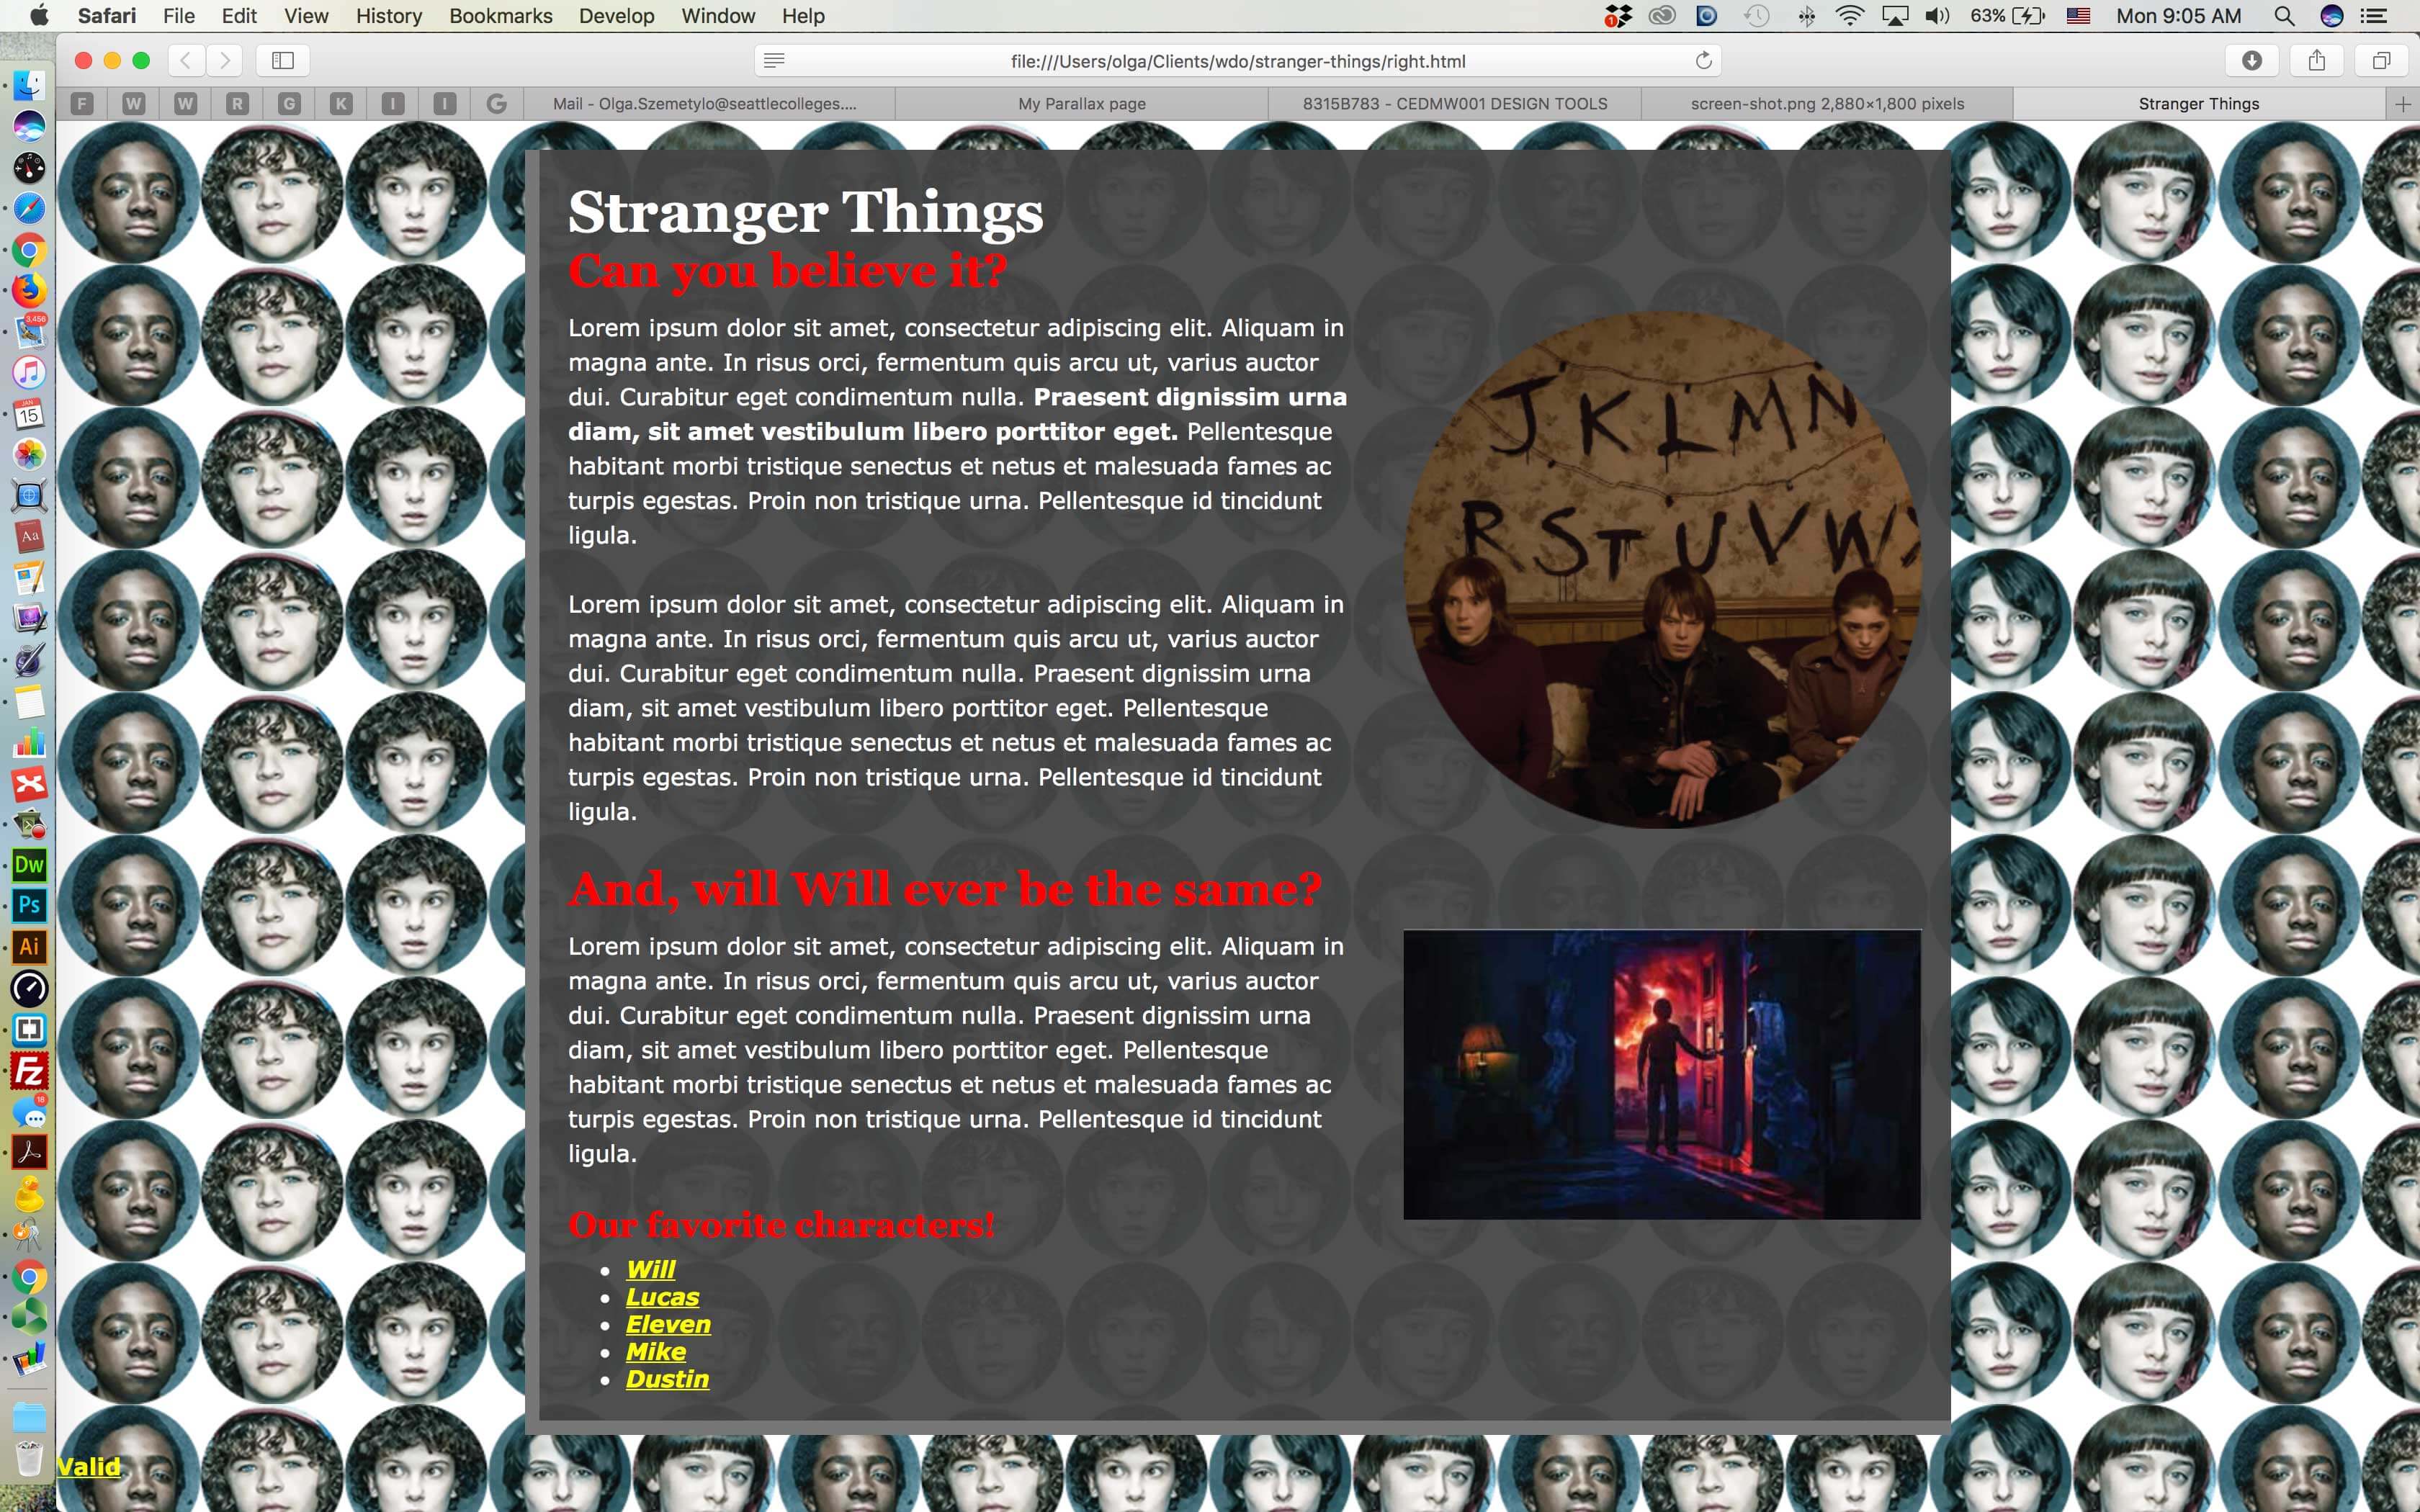 Safari File Edit View History Bookmarks Develop Window Help
1
63%
Mon 9:05 AM
file:///Users/olga/Clients/wdo/stranger-things/right.html
F W W R G K I I G
Mail - Olga.Szemetylo@seattlecolleges....
My Parallax page
8315B783 - CEDMW001 DESIGN TOOLS
screen-shot.png 2,880×1,800 pixels
Stranger Things
3,456
JAN
15
Aa
Dw
Ps
Ai
Fz
18
Stranger Things
Can you believe it?
Lorem ipsum dolor sit amet, consectetur adipiscing elit. Aliquam in
magna ante. In risus orci, fermentum quis arcu ut, varius auctor
dui. Curabitur eget condimentum nulla. Praesent dignissim urna
diam, sit amet vestibulum libero porttitor eget. Pellentesque
habitant morbi tristique senectus et netus et malesuada fames ac
turpis egestas. Proin non tristique urna. Pellentesque id tincidunt
ligula.
Lorem ipsum dolor sit amet, consectetur adipiscing elit. Aliquam in
magna ante. In risus orci, fermentum quis arcu ut, varius auctor
dui. Curabitur eget condimentum nulla. Praesent dignissim urna
diam, sit amet vestibulum libero porttitor eget. Pellentesque
habitant morbi tristique senectus et netus et malesuada fames ac
turpis egestas. Proin non tristique urna. Pellentesque id tincidunt
ligula.
J K L M N
R S T U V W X
And, will Will ever be the same?
Lorem ipsum dolor sit amet, consectetur adipiscing elit. Aliquam in
magna ante. In risus orci, fermentum quis arcu ut, varius auctor
dui. Curabitur eget condimentum nulla. Praesent dignissim urna
diam, sit amet vestibulum libero porttitor eget. Pellentesque
habitant morbi tristique senectus et netus et malesuada fames ac
turpis egestas. Proin non tristique urna. Pellentesque id tincidunt
ligula.
Our favorite characters!
• Will
• Lucas
• Eleven
• Mike
• Dustin
Valid